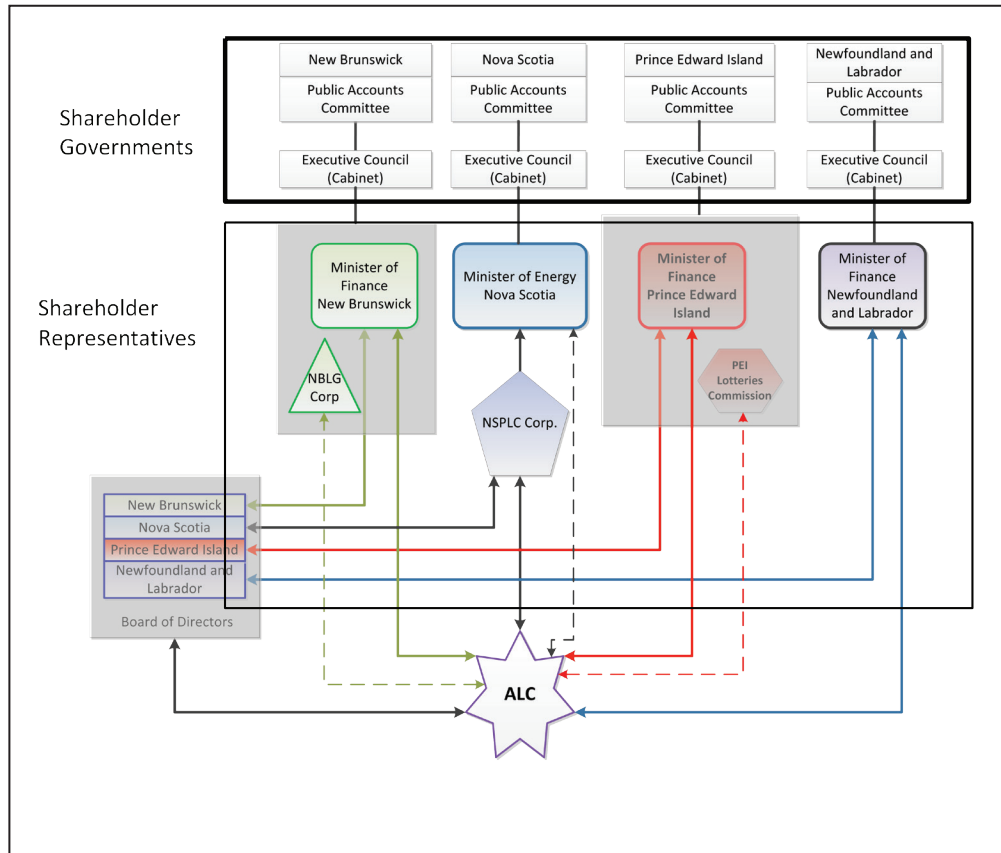 New Brunswick
Public Accounts
Committee
Executive Council
(Cabinet)
Nova Scotia
Public Accounts
Committee
Executive Council
(Cabinet)
Prince Edward Island
Public Accounts
Committee
Executive Council
(Cabinet)
Newfoundland and
Labrador
Public Accounts
Committee
Executive Council
(Cabinet)
Shareholder
Governments
Shareholder
Representatives
Minister of
Finance
New Brunswick
NBLG
Corp
Minister of Energy
Nova Scotia
NSPLC Corp.
Minister of
Finance
Prince Edward
Island
PEI
Lotteries
Commission
Minister of
Finance
Newfoundland
and Labrador
New Brunswick
Nova Scotia
Prince Edward Island
Newfoundland and
Labrador
Board of Directors
ALC